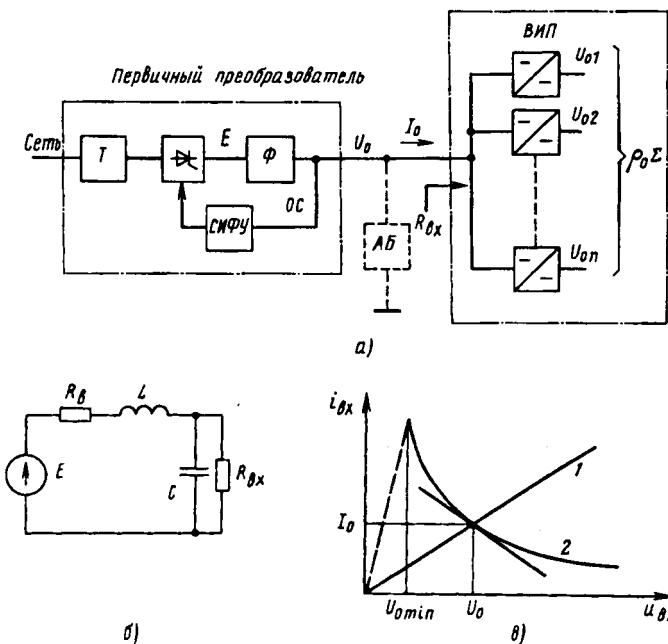 ВИП
Первичный преобразователь
Сеть
Т
E
Ф
U₀
I₀
U₀₁
U₀₂
P₀Σ
ОС
СИФУ
АБ
Rвх
U₀ₙ
а)
Rв
L
E
C
Rвх
б)
iвх
1
I₀
2
U₀min
U₀
uв
в)